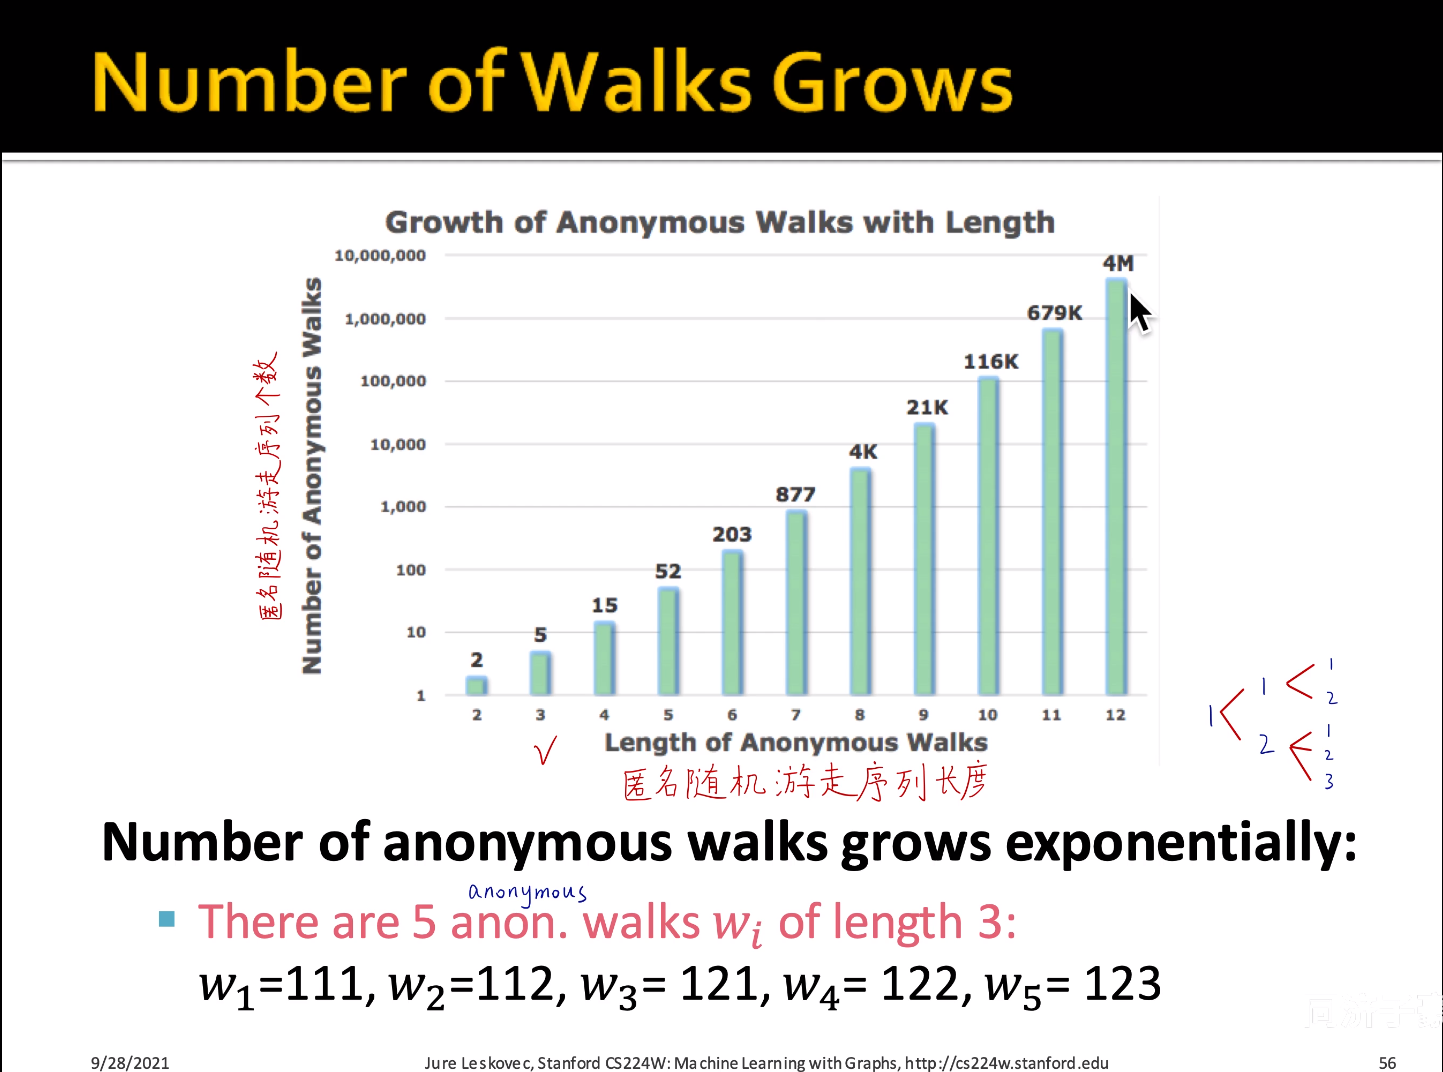 Number of Walks Grows
Growth of Anonymous Walks with Length
Number of Anonymous Walks
匿名随机游走序列个数
10,000,000
1,000,000
100,000
10,000
1,000
100
10
1
2
5
15
52
203
877
4K
21K
116K
679K
4M
2 3 4 5 6 7 8 9 10 11 12
√
Length of Anonymous Walks
匿名随机游走序列长度
1
1
2
1
2
1
2
3
Number of anonymous walks grows exponentially:
anonymous
There are 5 anon. walks wᵢ of length 3:
w₁=111, w₂=112, w₃= 121, w₄= 122, w₅= 123
9/28/2021
Jure Leskovec, Stanford CS224W: Machine Learning with Graphs, http://cs224w.stanford.edu
56